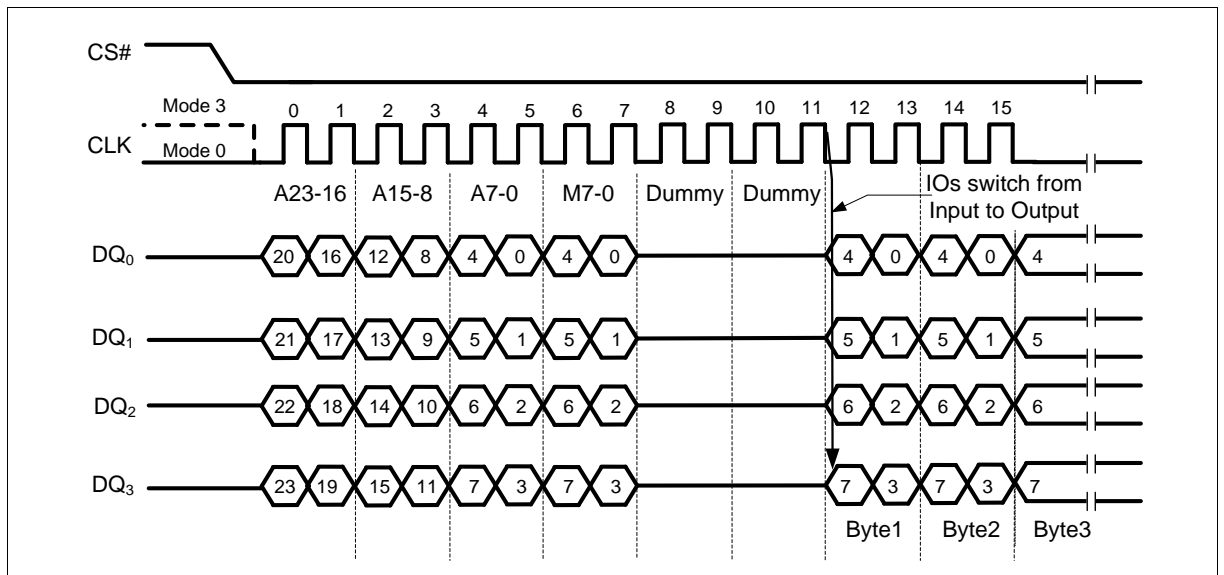 CS#
Mode 3
CLK
Mode 0
0 1 2 3 4 5 6 7 8 9 10 11 12 13 14 15
A23-16 A15-8 A7-0 M7-0 Dummy Dummy
IOs switch from
Input to Output
DQ0 20 16 12 8 4 0 4 0 4 0 4 0 4
DQ1 21 17 13 9 5 1 5 1 5 1 5 1 5
DQ2 22 18 14 10 6 2 6 2 6 2 6 2 6
DQ3 23 19 15 11 7 3 7 3 7 3 7 3 7
Byte1 Byte2 Byte3